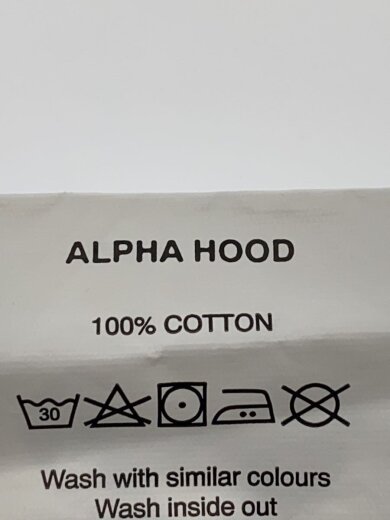 ALPHA HOOD
100% COTTON
30
Wash with similar colours
Wash inside out